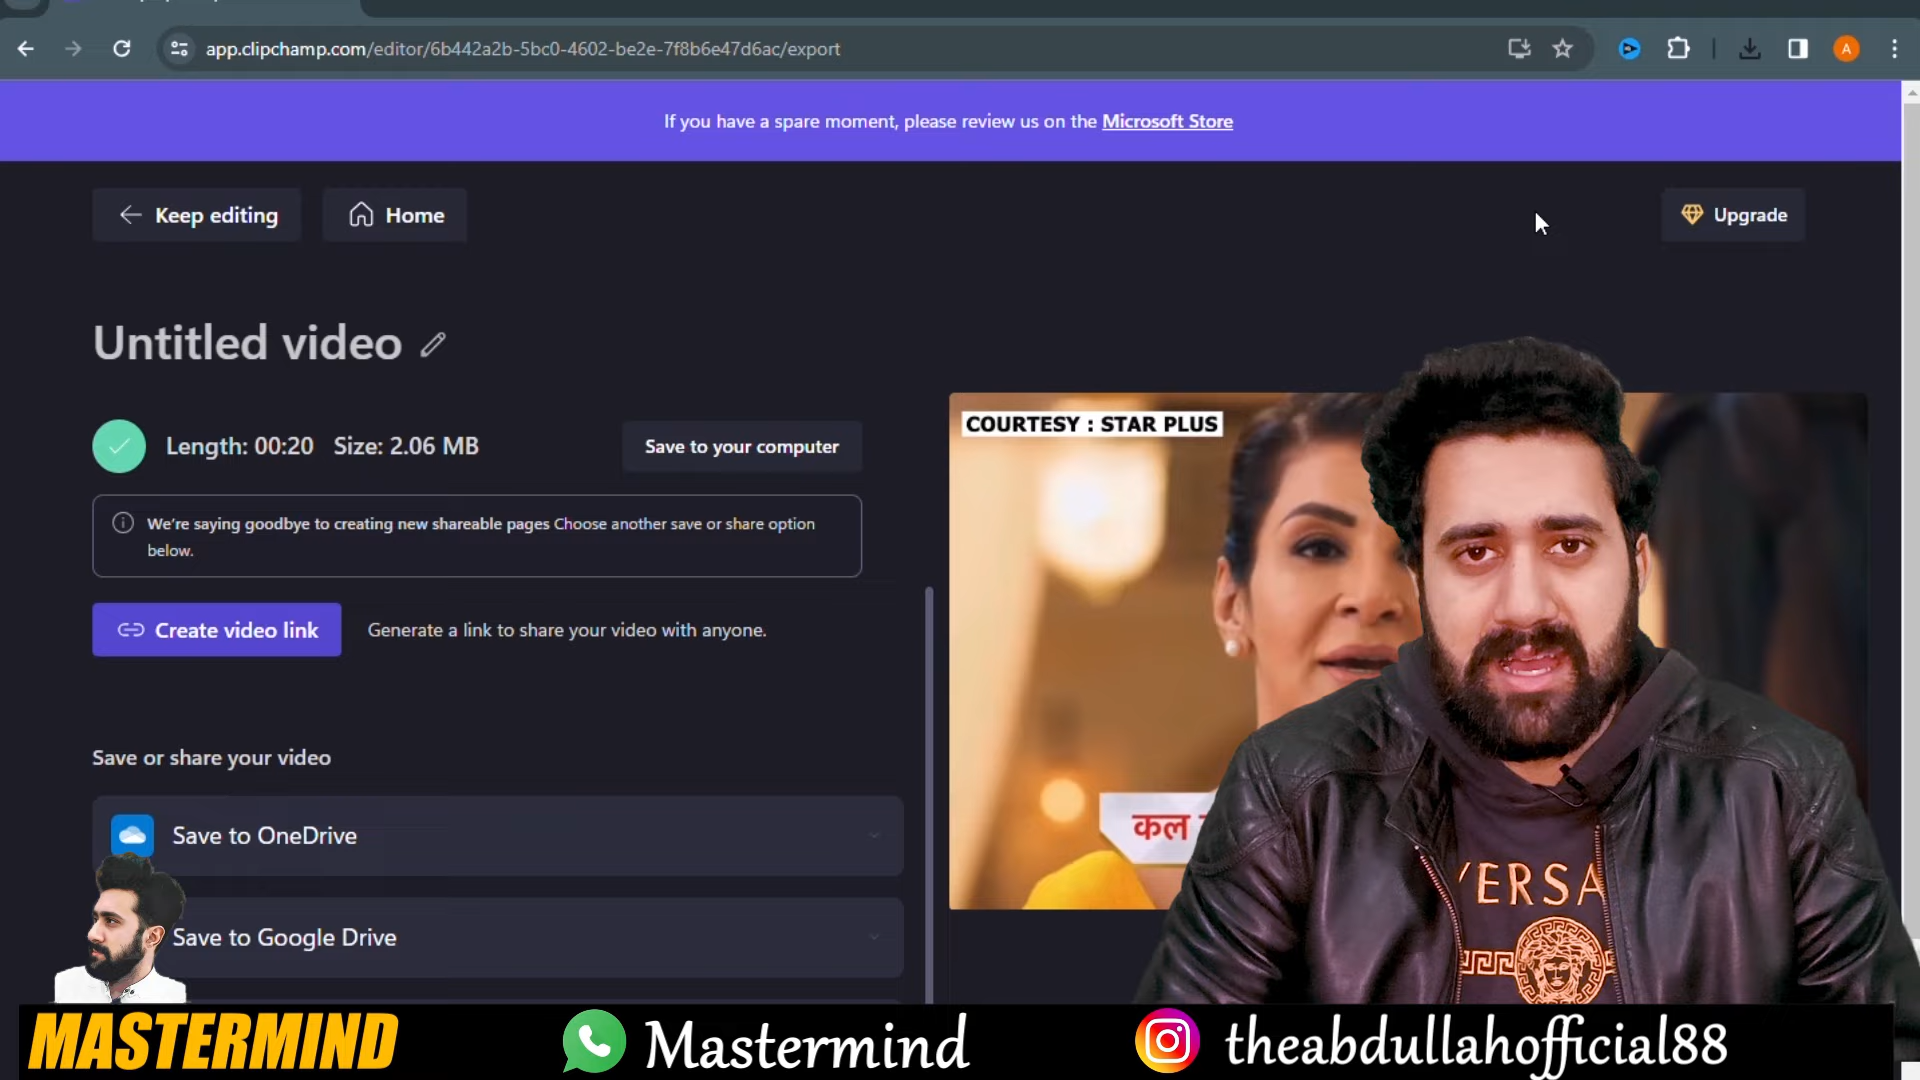 app.clipchamp.com/editor/6b442a2b-5bc0-4602-be2e-7f8b6e47d6ac/export
A
If you have a spare moment, please review us on the Microsoft Store
Keep editing
Home
Upgrade
Untitled video
Length: 00:20 Size: 2.06 MB
Save to your computer
We're saying goodbye to creating new shareable pages Choose another save or share option
below.
Create video link
Generate a link to share your video with anyone.
Save or share your video
Save to OneDrive
Save to Google Drive
COURTESY : STAR PLUS
कल
VERSA
MASTERMIND
Mastermind
theabdullahofficial88